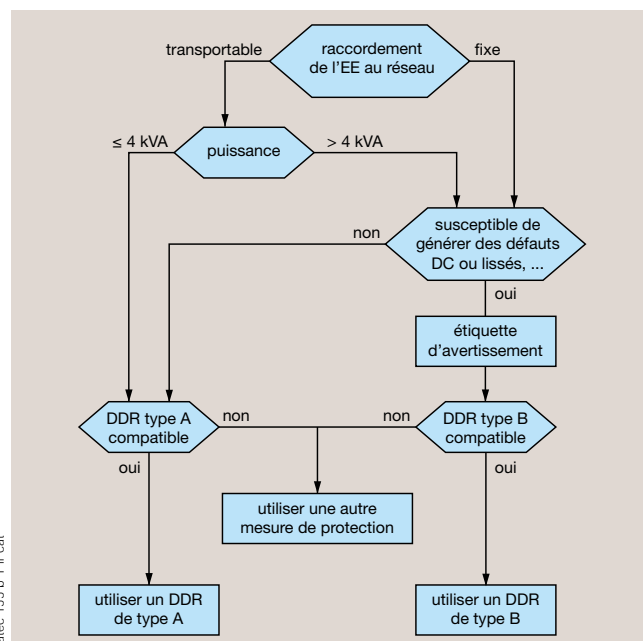 transportable
raccordement
de l'EE au réseau
fixe
≤ 4 kVA
puissance
> 4 kVA
non
susceptible de
générer des défauts
DC ou lissés, ...
oui
étiquette
d'avertissement
DDR type A
compatible
non
non
DDR type B
compatible
oui
oui
utiliser une autre
mesure de protection
utiliser un DDR
de type A
utiliser un DDR
de type B